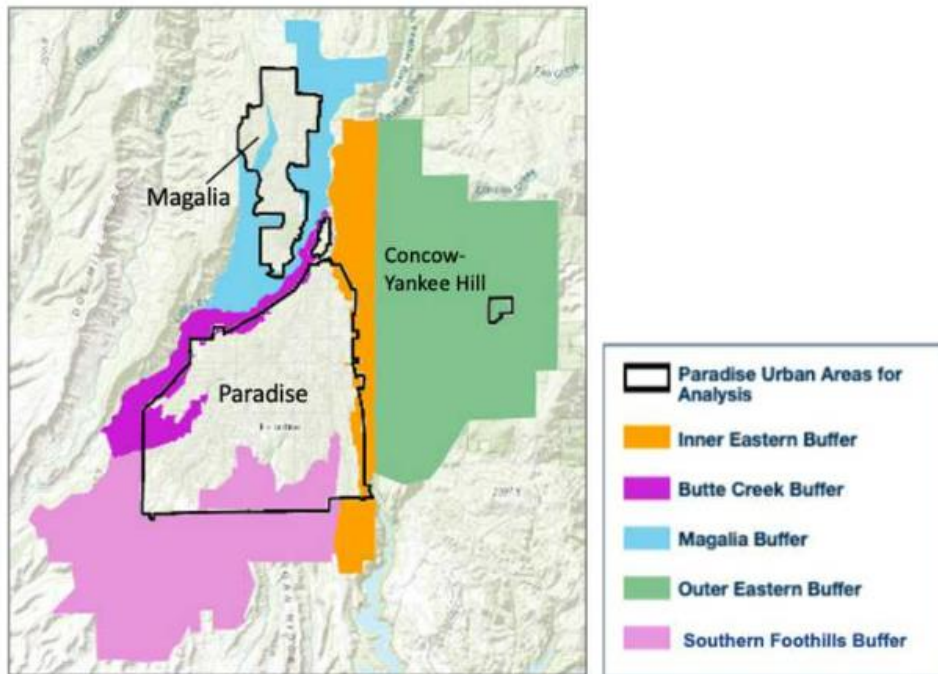 Magalia
Concow-
Yankee Hill
Paradise
Paradise Urban Areas for
Analysis
Inner Eastern Buffer
Butte Creek Buffer
Magalia Buffer
Outer Eastern Buffer
Southern Foothills Buffer